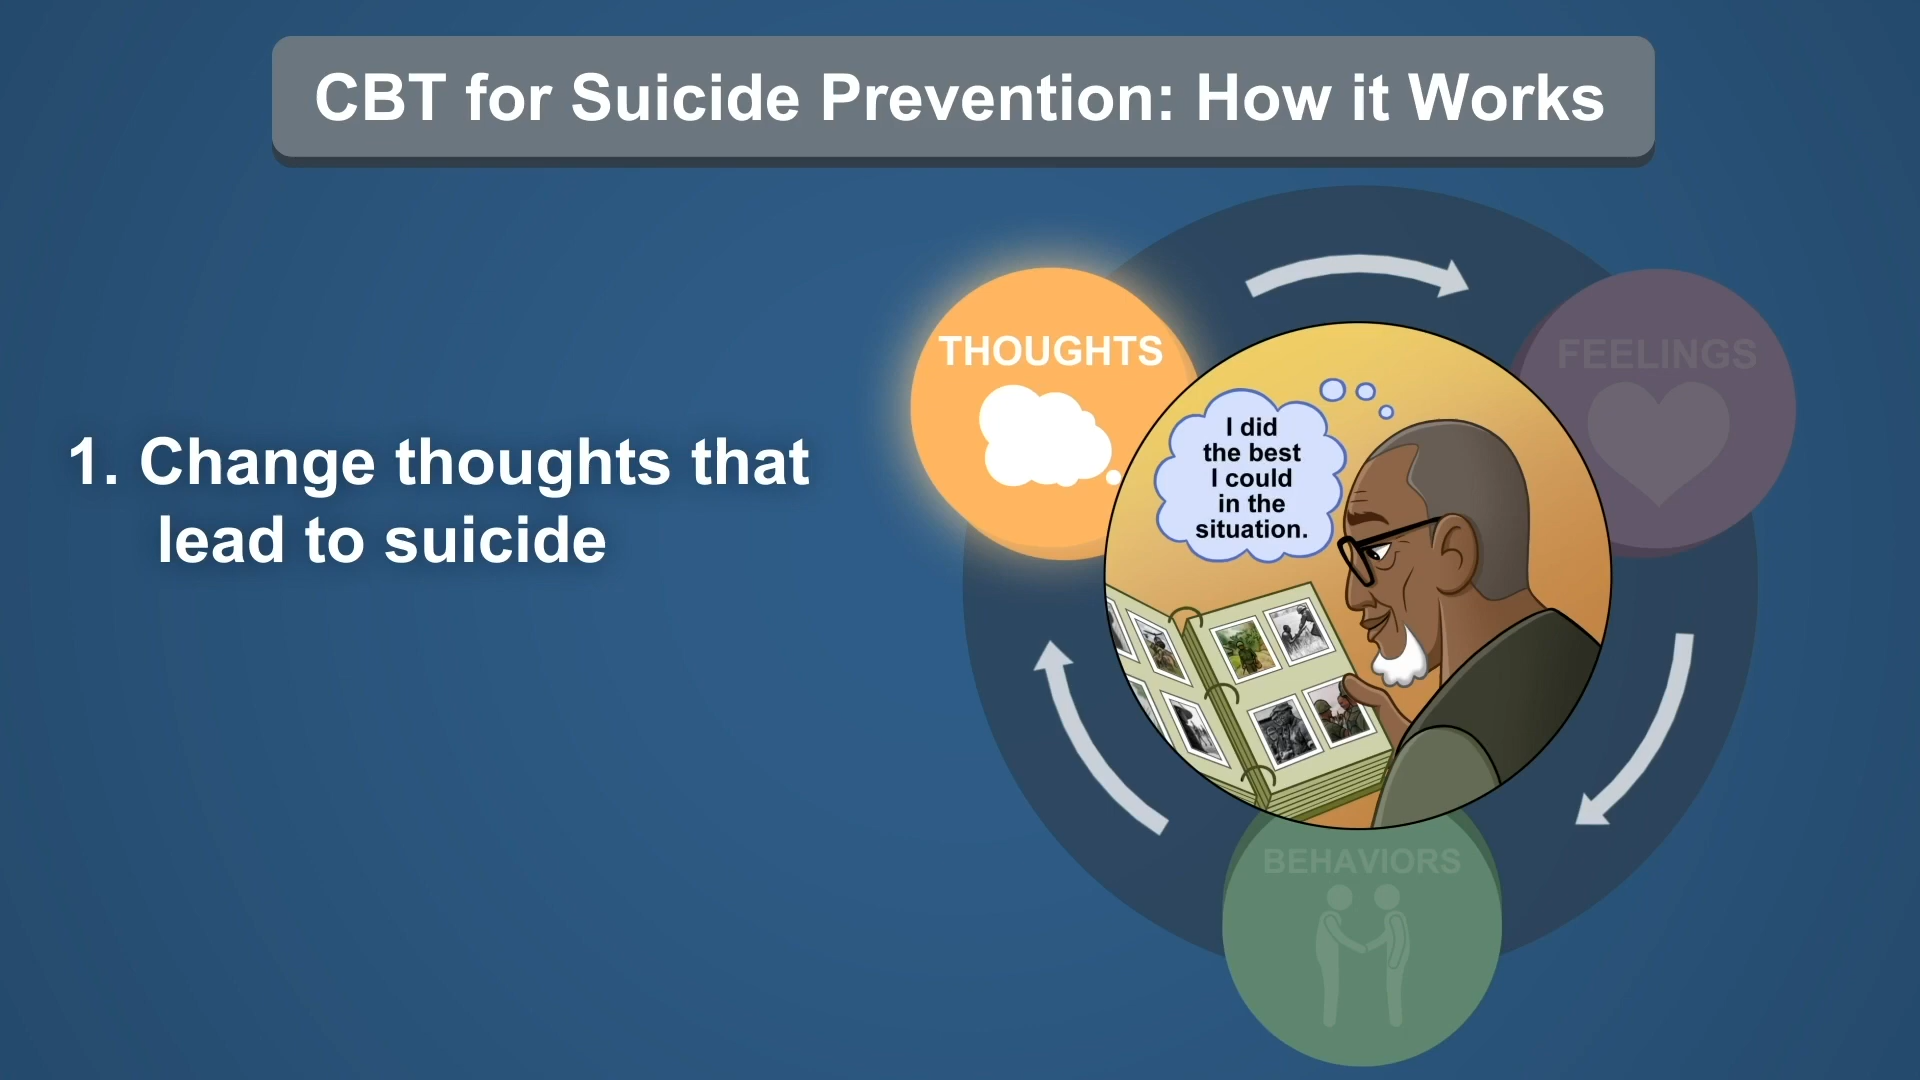 CBT for Suicide Prevention: How it Works
1. Change thoughts that
lead to suicide
THOUGHTS
FEELINGS
I did
the best
I could
in the
situation.
BEHAVIORS